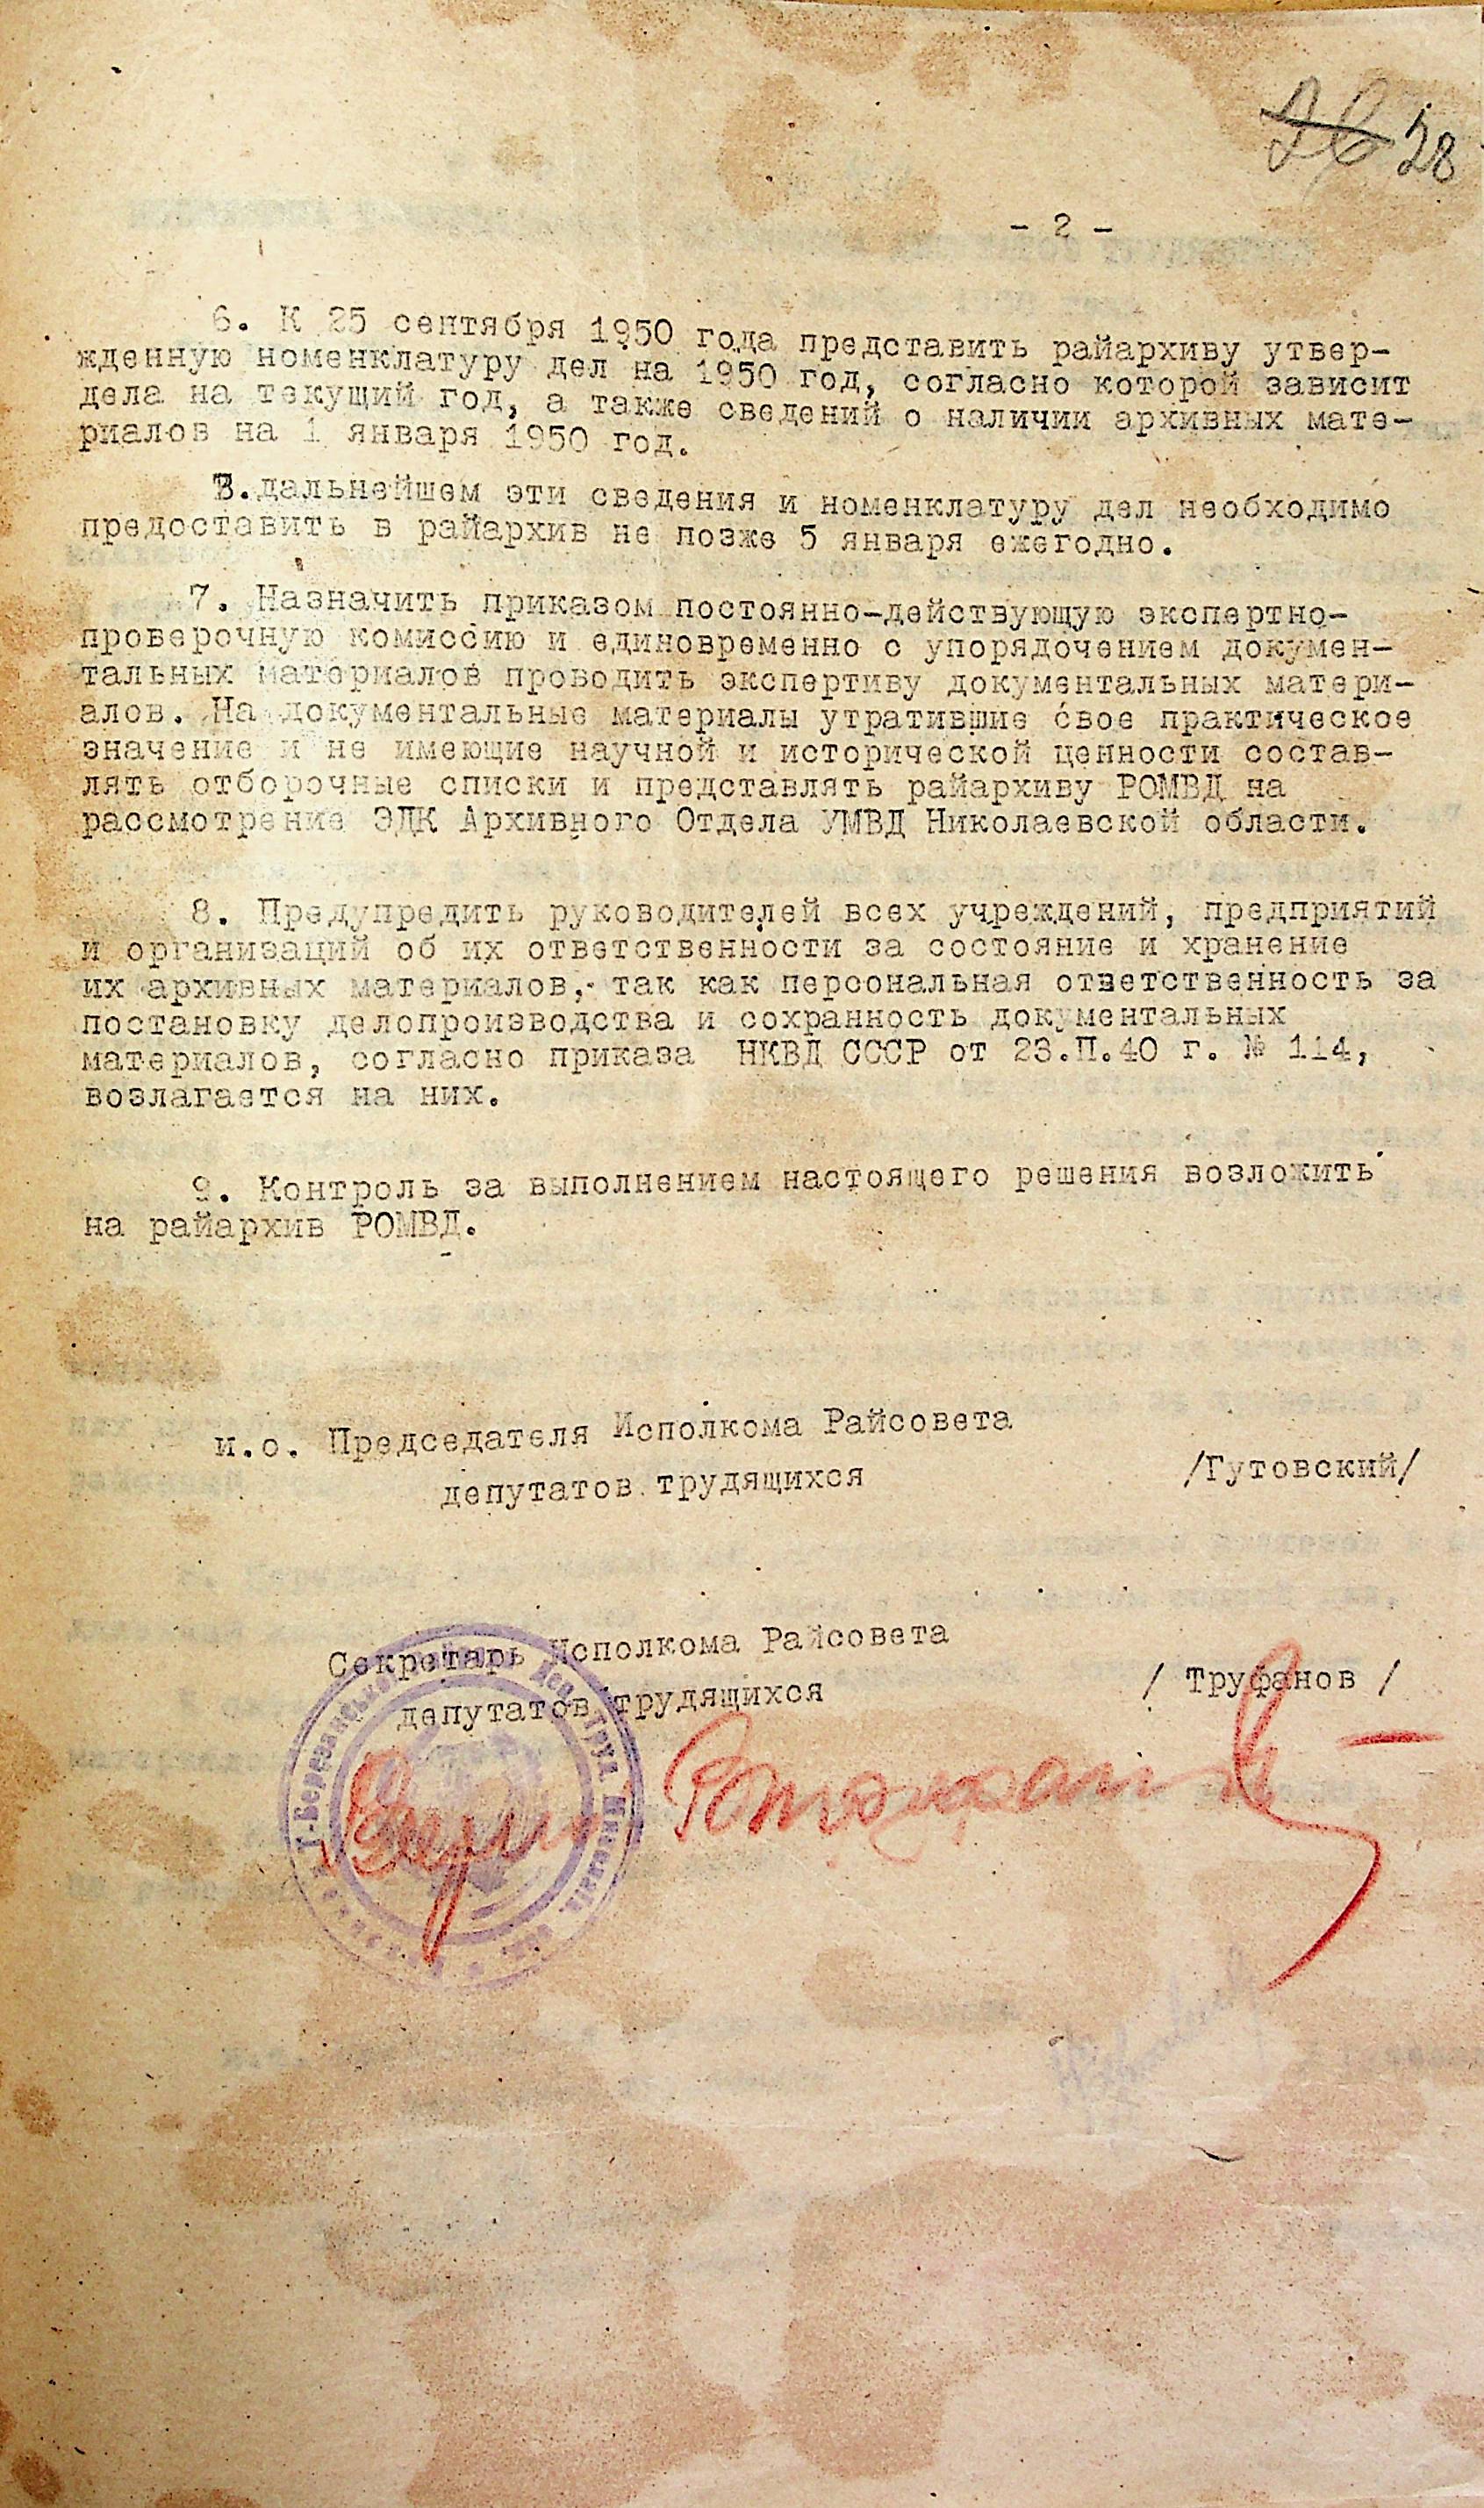 26 28
- 2 -
6. К 25 сентября 1950 года представить райархиву утвер-
жденную номенклатуру дел на 1950 год, согласно которой зависит
дела на текущий год, а также сведений о наличии архивных мате-
риалов на 1 января 1950 год.
В.дальнейшем эти сведения и номенклатуру дел необходимо
предоставить в райархив не позже 5 января ежегодно.
7. Назначить приказом постоянно-действующую экспертно-
проверочную комиссию и единовременно с упорядочением докумен-
тальных материалов проводить экспертиву документальных матери-
алов. На документальные материалы утратившие свое практическое
значение и не имеющие научной и исторической ценности состав-
лять отборочные списки и представлять райархиву РОМВД на
рассмотрение ЭДК Архивного Отдела УМВД Николаевской области.
8. Предупредить руководителей всех учреждений, предприятий
и организаций об их ответственности за состояние и хранение
их архивных материалов, так как персональная ответственность за
постановку делопроизводства и сохранность документальных
материалов, согласно приказа НКВД СССР от 23.П.40 г. № 114,
возлагается на них.
9. Контроль за выполнением настоящего решения возложить
на райархив РОМВД.
и.о. Председателя Исполкома Райсовета
депутатов трудящихся /Гутовский/
Секретарь Исполкома Райсовета
депутатов трудящихся / Труфанов /